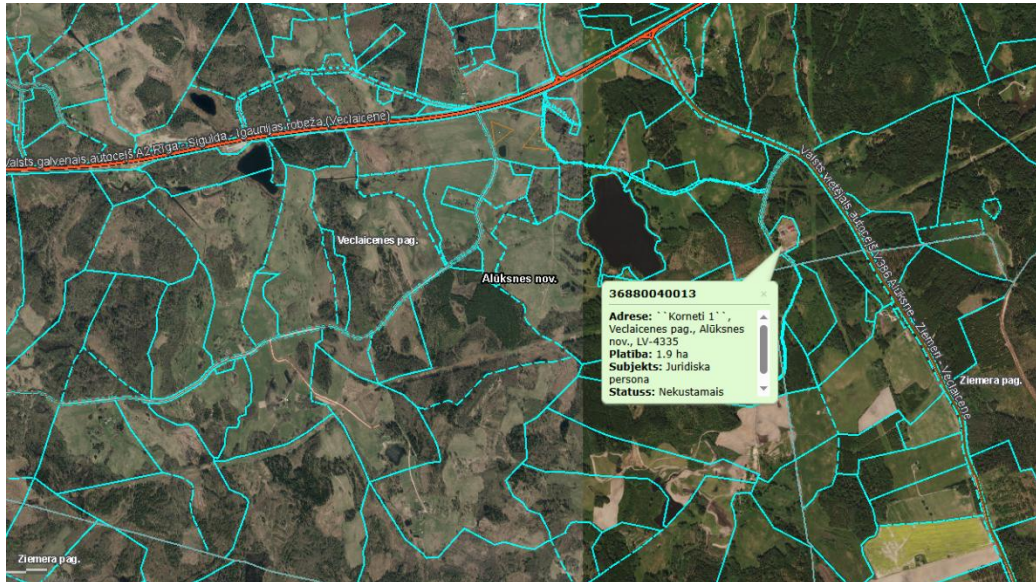 Valsts galvenais autoceļš A2 Rīga - Sigulda - Igaunijas robeža (Veclaicene)
Valsts vietējais autoceļš V386 Alūksne - Ziemeri - Veclaicene
Veclaicenes pag.
Alūksnes nov.
36880040013
×
Adrese: ``Korneti 1``,
Veclaicenes pag., Alūksnes
nov., LV-4335
Platība: 1.9 ha
Subjekts: Juridiska
persona
Statuss: Nekustamais
Ziemera pag.
Ziemera pag.